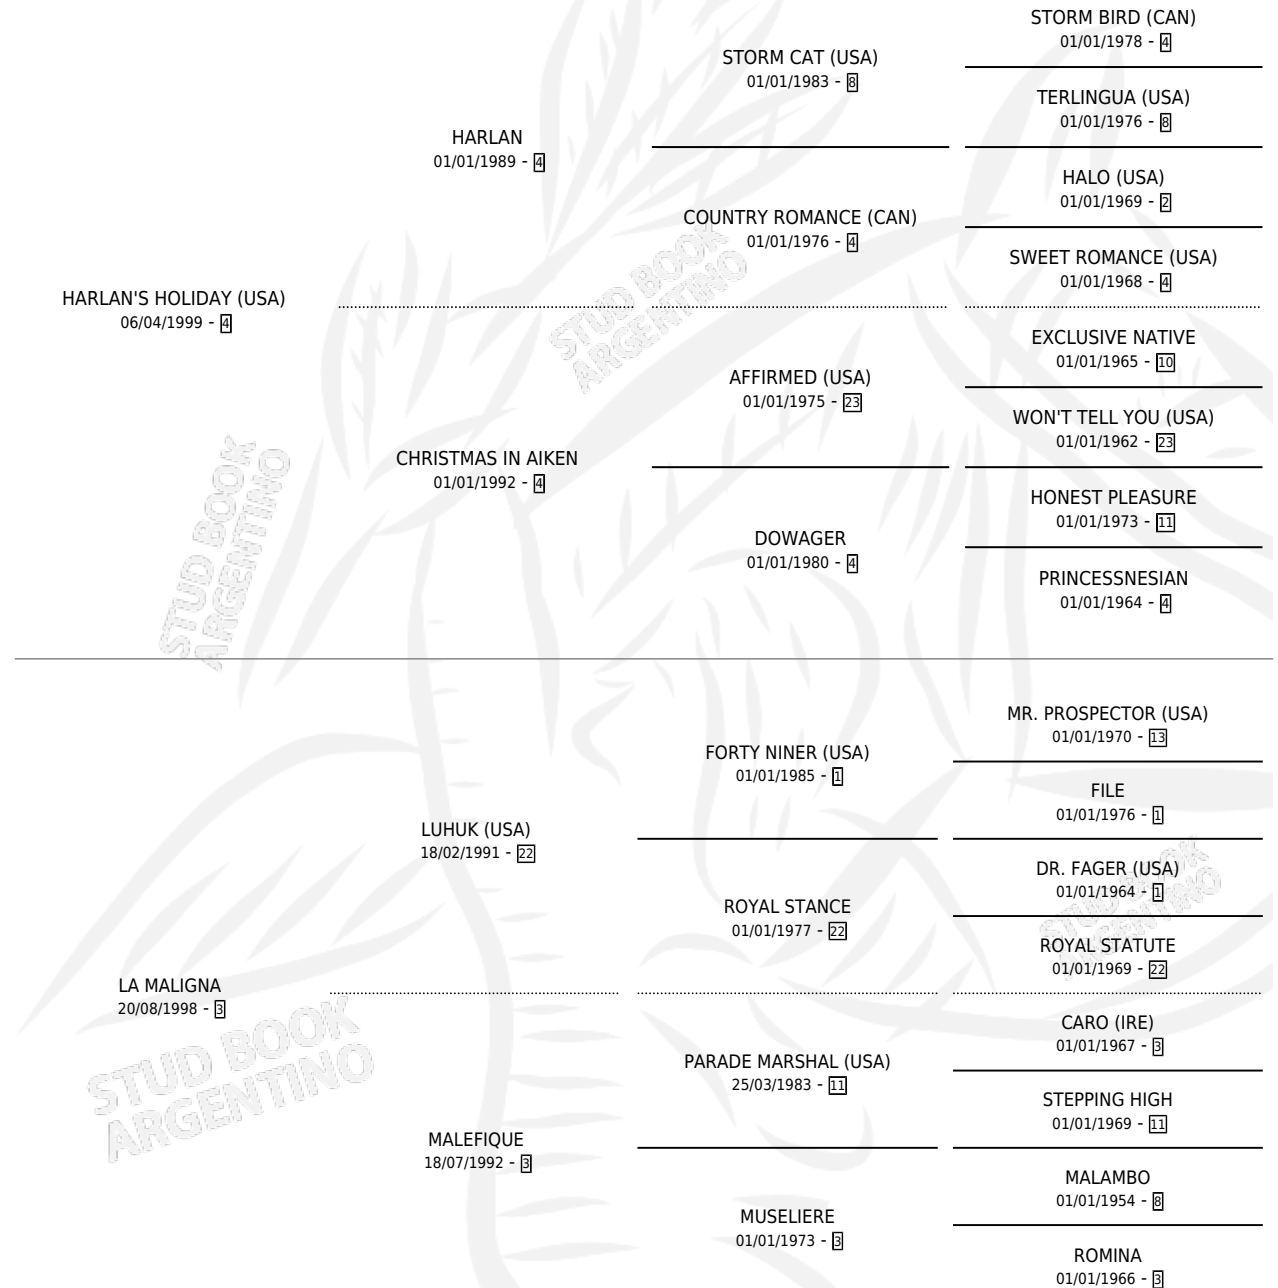 STORM BIRD (CAN)
01/01/1978 - 4
STORM CAT (USA)
01/01/1983 - 8
TERLINGUA (USA)
01/01/1976 - 8
HARLAN
01/01/1989 - 4
HALO (USA)
01/01/1969 - 2
COUNTRY ROMANCE (CAN)
01/01/1976 - 4
SWEET ROMANCE (USA)
01/01/1968 - 4
HARLAN'S HOLIDAY (USA)
06/04/1999 - 4
EXCLUSIVE NATIVE
01/01/1965 - 10
AFFIRMED (USA)
01/01/1975 - 23
WON'T TELL YOU (USA)
01/01/1962 - 23
CHRISTMAS IN AIKEN
01/01/1992 - 4
HONEST PLEASURE
01/01/1973 - 11
DOWAGER
01/01/1980 - 4
PRINCESSNESIAN
01/01/1964 - 4
MR. PROSPECTOR (USA)
01/01/1970 - 13
FORTY NINER (USA)
01/01/1985 - 1
FILE
01/01/1976 - 1
LUHUK (USA)
18/02/1991 - 22
DR. FAGER (USA)
01/01/1964 - 1
ROYAL STANCE
01/01/1977 - 22
ROYAL STATUTE
01/01/1969 - 22
LA MALIGNA
20/08/1998 - 3
CARO (IRE)
01/01/1967 - 3
PARADE MARSHAL (USA)
25/03/1983 - 11
STEPPING HIGH
01/01/1969 - 11
MALEFIQUE
18/07/1992 - 3
MALAMBO
01/01/1954 - 8
MUSELIERE
01/01/1973 - 3
ROMINA
01/01/1966 - 3
STUD BOOK
ARGENTINO
STUD BOOK
ARGENTINO
STUD BOOK
ARGENTINO
STUD BOOK
ARGENTINO